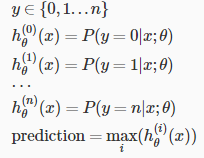 y ∈ {0,1…n}
h_θ^(0)(x) = P(y = 0|x; θ)
h_θ^(1)(x) = P(y = 1|x; θ)
⋯
h_θ^(n)(x) = P(y = n|x; θ)
prediction = max_i(h_θ^(i)(x))